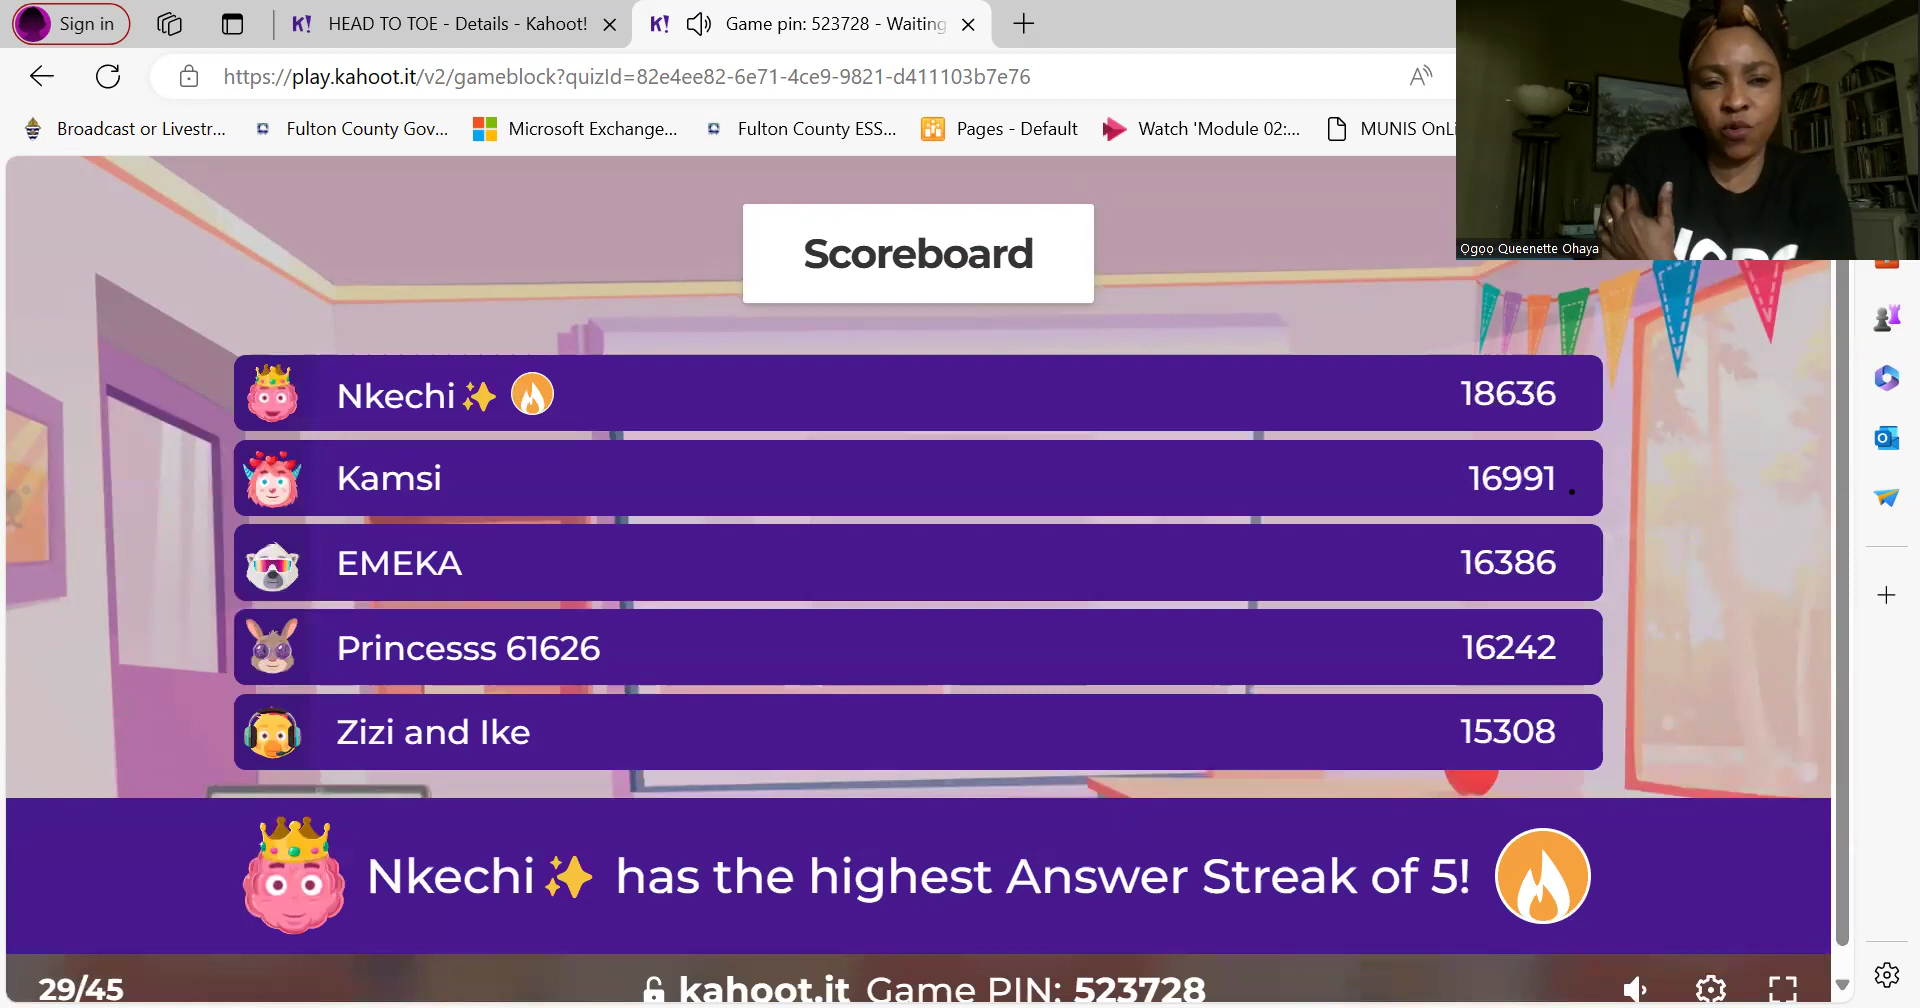 Sign in
K! HEAD TO TOE - Details - Kahoot!
K! Game pin: 523728 - Waiting
https://play.kahoot.it/v2/gameblock?quizId=82e4ee82-6e71-4ce9-9821-d411103b7e76
Broadcast or Livestr... Fulton County Gov... Microsoft Exchange... Fulton County ESS... Pages - Default Watch 'Module 02:... MUNIS OnLi
Ọgọọ Queenette Ohaya
Scoreboard
Nkechi✨ 18636
Kamsi 16991
EMEKA 16386
Princesss 61626 16242
Zizi and Ike 15308
Nkechi✨ has the highest Answer Streak of 5!
29/45 kahoot.it Game PIN: 523728